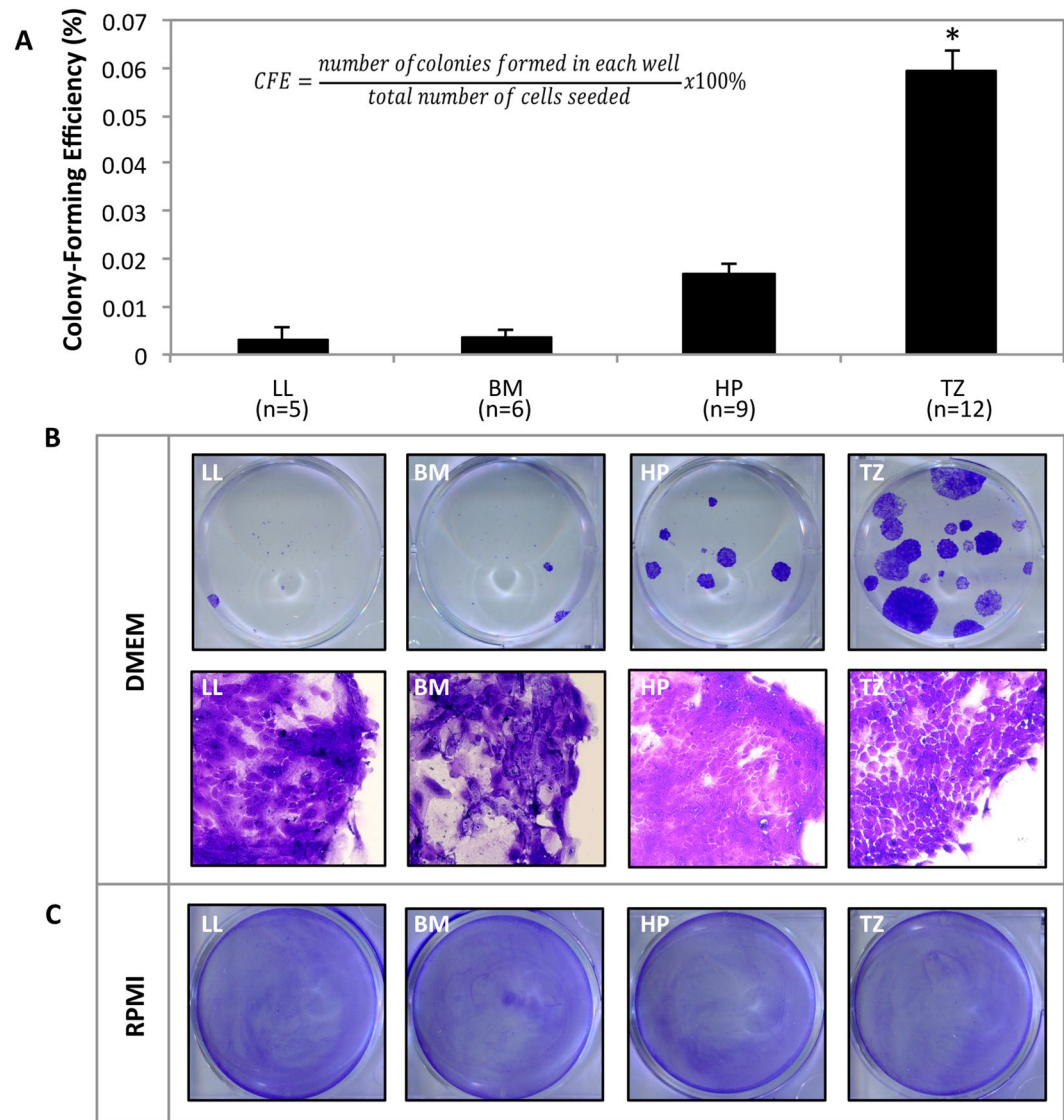 A
Colony-Forming Efficiency (%)
0.07
0.06
0.05
0.04
0.03
0.02
0.01
0
CFE = number of colonies formed in each well / total number of cells seeded x100%
*
LL
(n=5)
BM
(n=6)
HP
(n=9)
TZ
(n=12)
B
DMEM
LL
BM
HP
TZ
LL
BM
HP
TZ
C
RPMI
LL
BM
HP
TZ